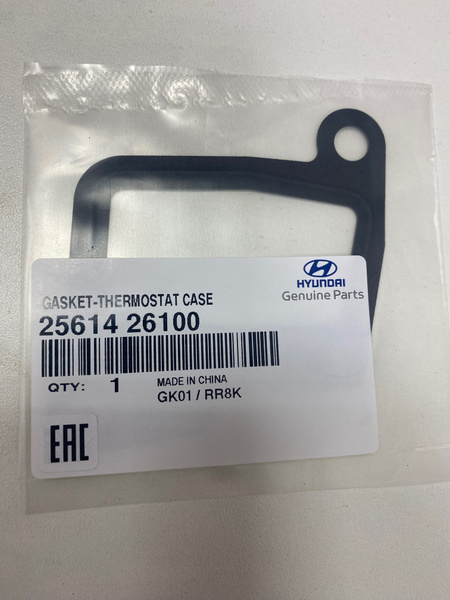 HYUNDAI
Genuine Parts
GASKET-THERMOSTAT CASE
25614 26100
QTY: 1
MADE IN CHINA
GK01 / RR8K
EAC